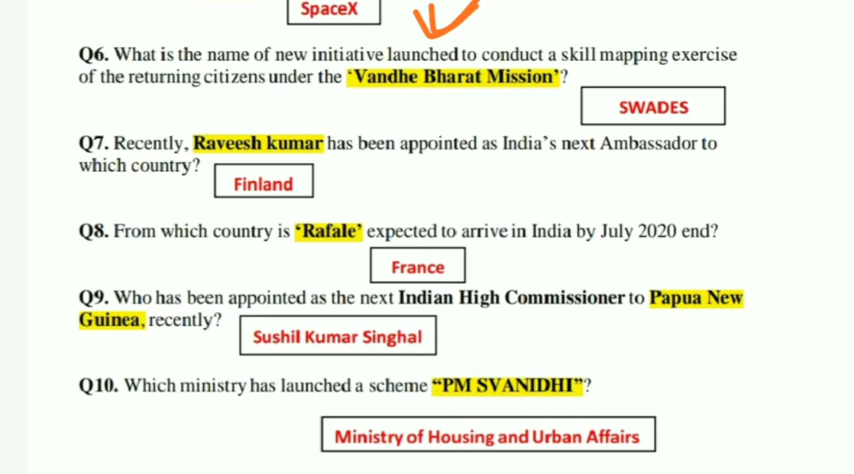 SpaceX
Q6. What is the name of new initiative launched to conduct a skill mapping exercise
of the returning citizens under the ‘Vandhe Bharat Mission’?
SWADES
Q7. Recently, Raveesh kumar has been appointed as India’s next Ambassador to
which country?
Finland
Q8. From which country is ‘Rafale’ expected to arrive in India by July 2020 end?
France
Q9. Who has been appointed as the next Indian High Commissioner to Papua New
Guinea, recently?
Sushil Kumar Singhal
Q10. Which ministry has launched a scheme “PM SVANIDHI”?
Ministry of Housing and Urban Affairs